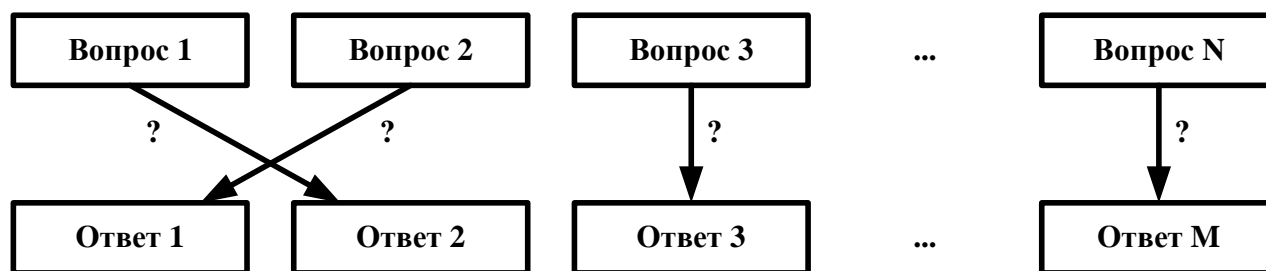 Вопрос 1 Вопрос 2 Вопрос 3 ... Вопрос N
? ? ? ?
Ответ 1 Ответ 2 Ответ 3 ... Ответ M